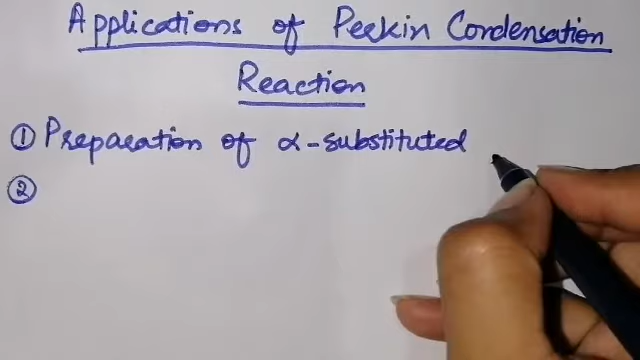 Applications of Perkin Condensation
Reaction
① Preparation of α-substituted
②